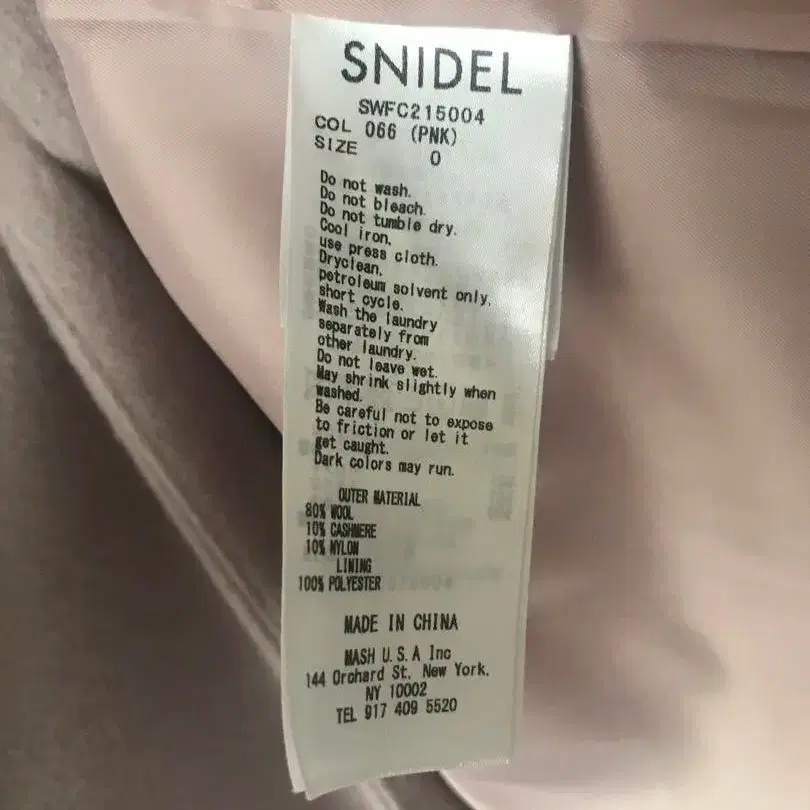 SNIDEL
SWFC215004
COL 066 (PNK)
SIZE 0
Do not wash.
Do not bleach.
Do not tumble dry.
Cool iron,
use press cloth.
Dryclean,
petroleum solvent only,
short cycle.
Wash the laundry
separately from
other laundry.
Do not leave wet.
May shrink slightly when
washed.
Be careful not to expose
to friction or let it
get caught.
Dark colors may run.
OUTER MATERIAL
80% WOOL
10% CASHMERE
10% NYLON
LINING
100% POLYESTER
MADE IN CHINA
MASH U.S.A Inc
144 Orchard St. New York.
NY 10002
TEL 917 409 5520